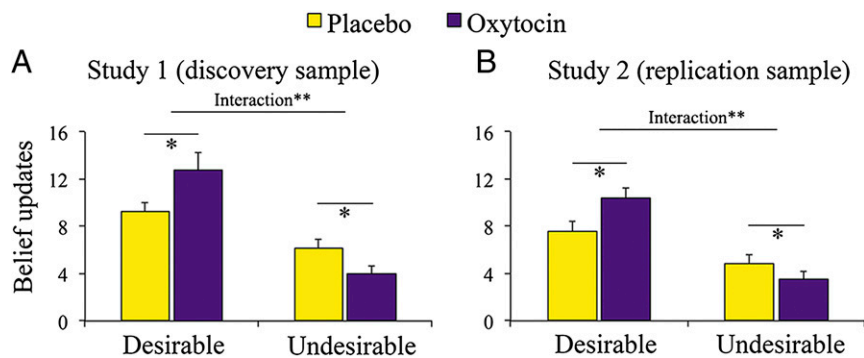 Placebo Oxytocin
A Study 1 (discovery sample)
Interaction**
Belief updates
16
12
8
4
0
*
*
Desirable Undesirable
B Study 2 (replication sample)
Interaction**
16
12
8
4
0
*
*
Desirable Undesirable